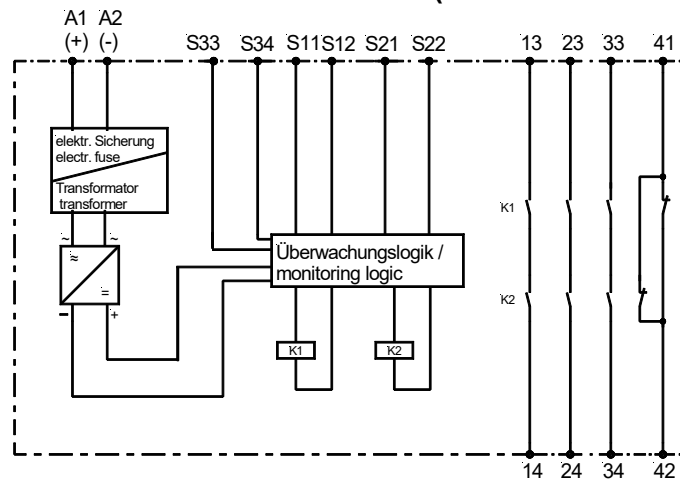 A1 A2
(+) (-) S33 S34 S11 S12 S21 S22 13 23 33 41
elektr. Sicherung
electr. fuse
Transformator
transformer
~ ~
≈
=
− +
Überwachungslogik /
monitoring logic
K1 K2
K1
K2
14 24 34 42